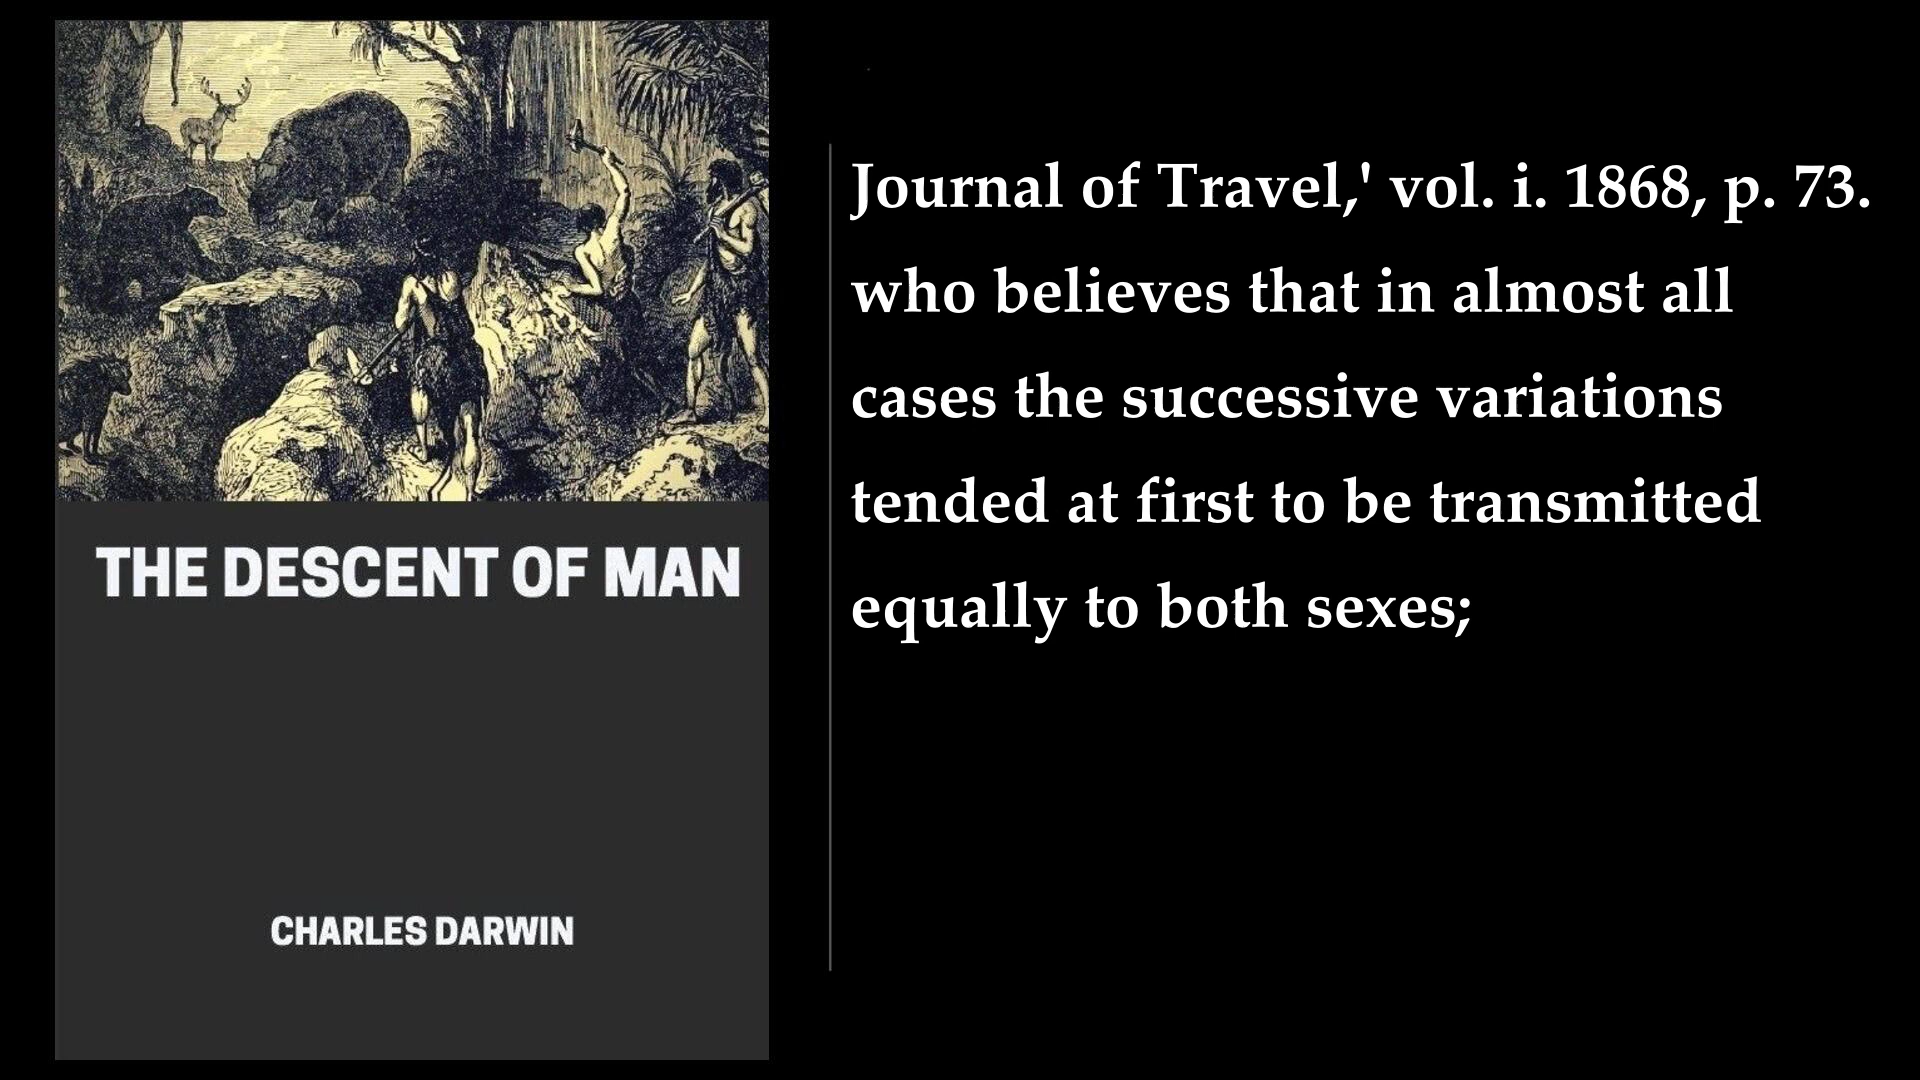 THE DESCENT OF MAN
CHARLES DARWIN
Journal of Travel,' vol. i. 1868, p. 73.
who believes that in almost all
cases the successive variations
tended at first to be transmitted
equally to both sexes;